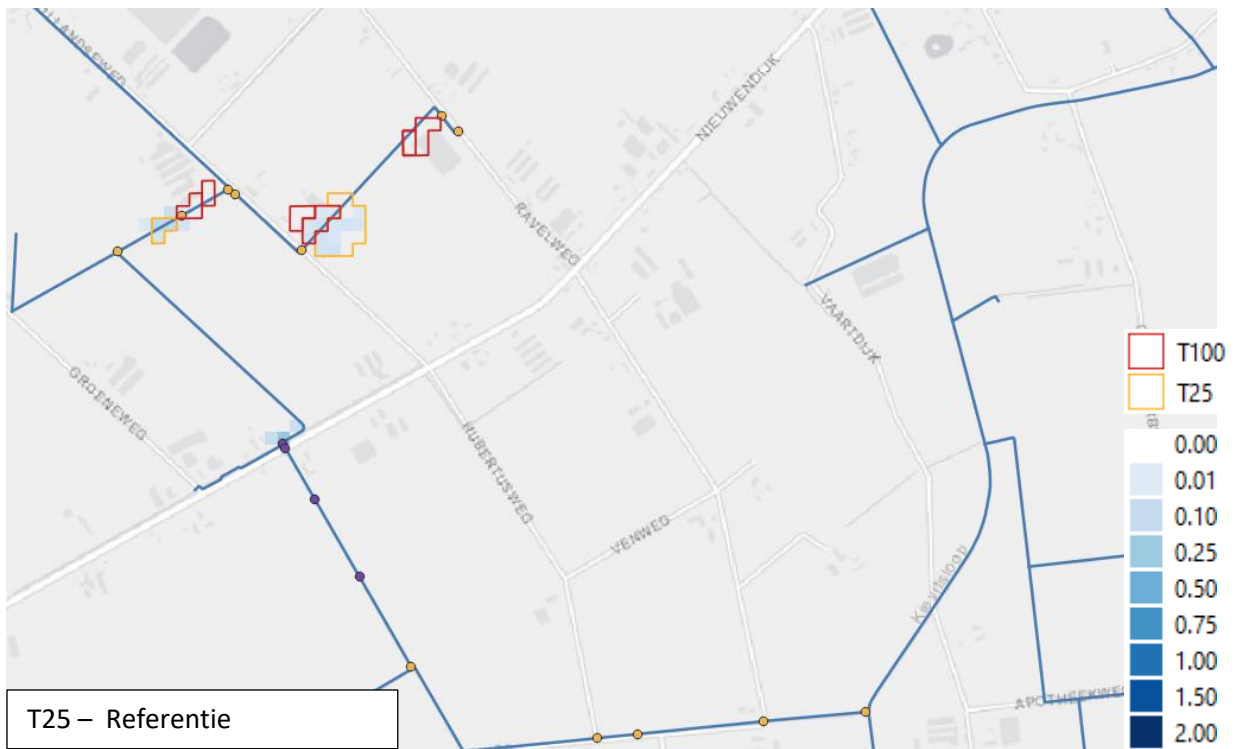 NIEUWENDIJK
RAVELWEG
VAARTDIJK
GROENEWEG
HUBERTUSWEG
VENWEG
APOTHEEKWEG
T100
T25
0.00
0.01
0.10
0.25
0.50
0.75
1.00
1.50
2.00
T25 – Referentie